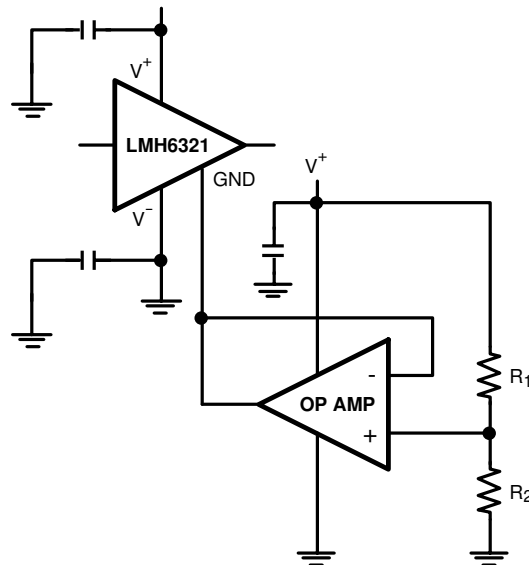 V+
LMH6321
GND
V-
V+
-
OP AMP
+
R1
R2